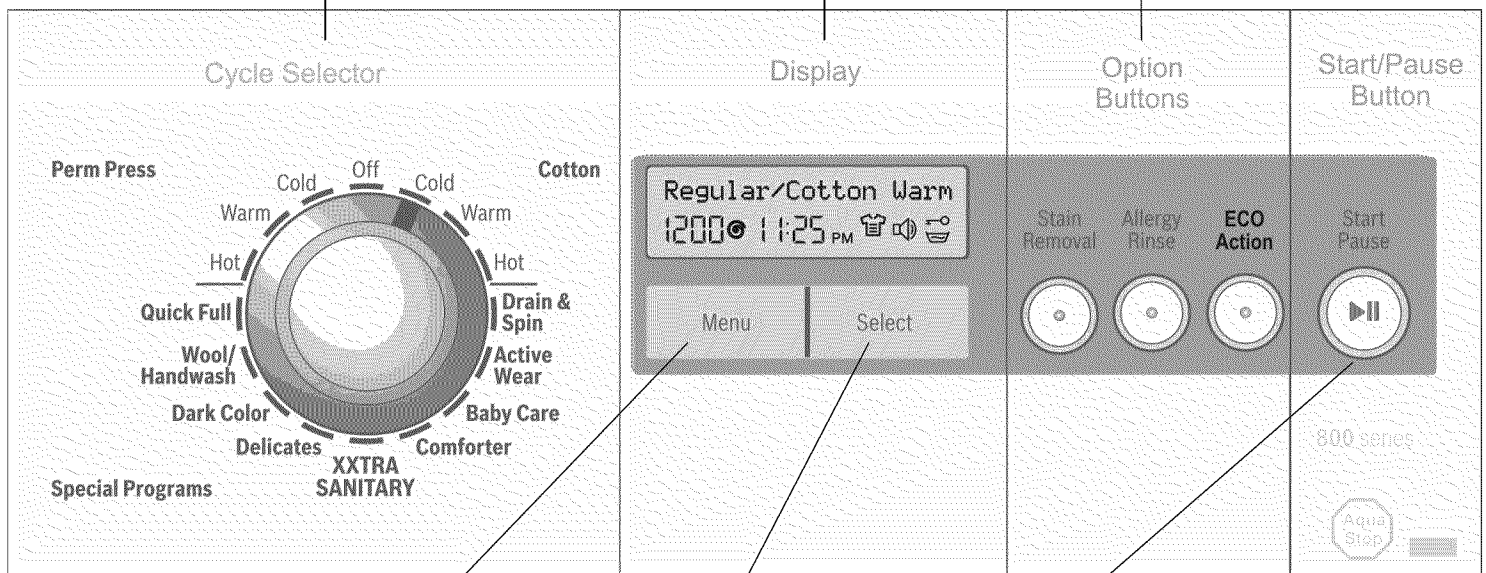 Cycle Selector
Display
Option
Buttons
Start/Pause
Button
Perm Press
Cotton
Off
Cold
Cold
Warm
Warm
Hot
Hot
Quick Full
Drain &
Spin
Wool/
Handwash
Active
Wear
Dark Color
Baby Care
Delicates
Comforter
XXTRA
SANITARY
Special Programs
Regular/Cotton Warm
1200 11:25 PM
Menu
Select
Stain
Removal
Allergy
Rinse
ECO
Action
Start
Pause
800 series
Aqua
Stop